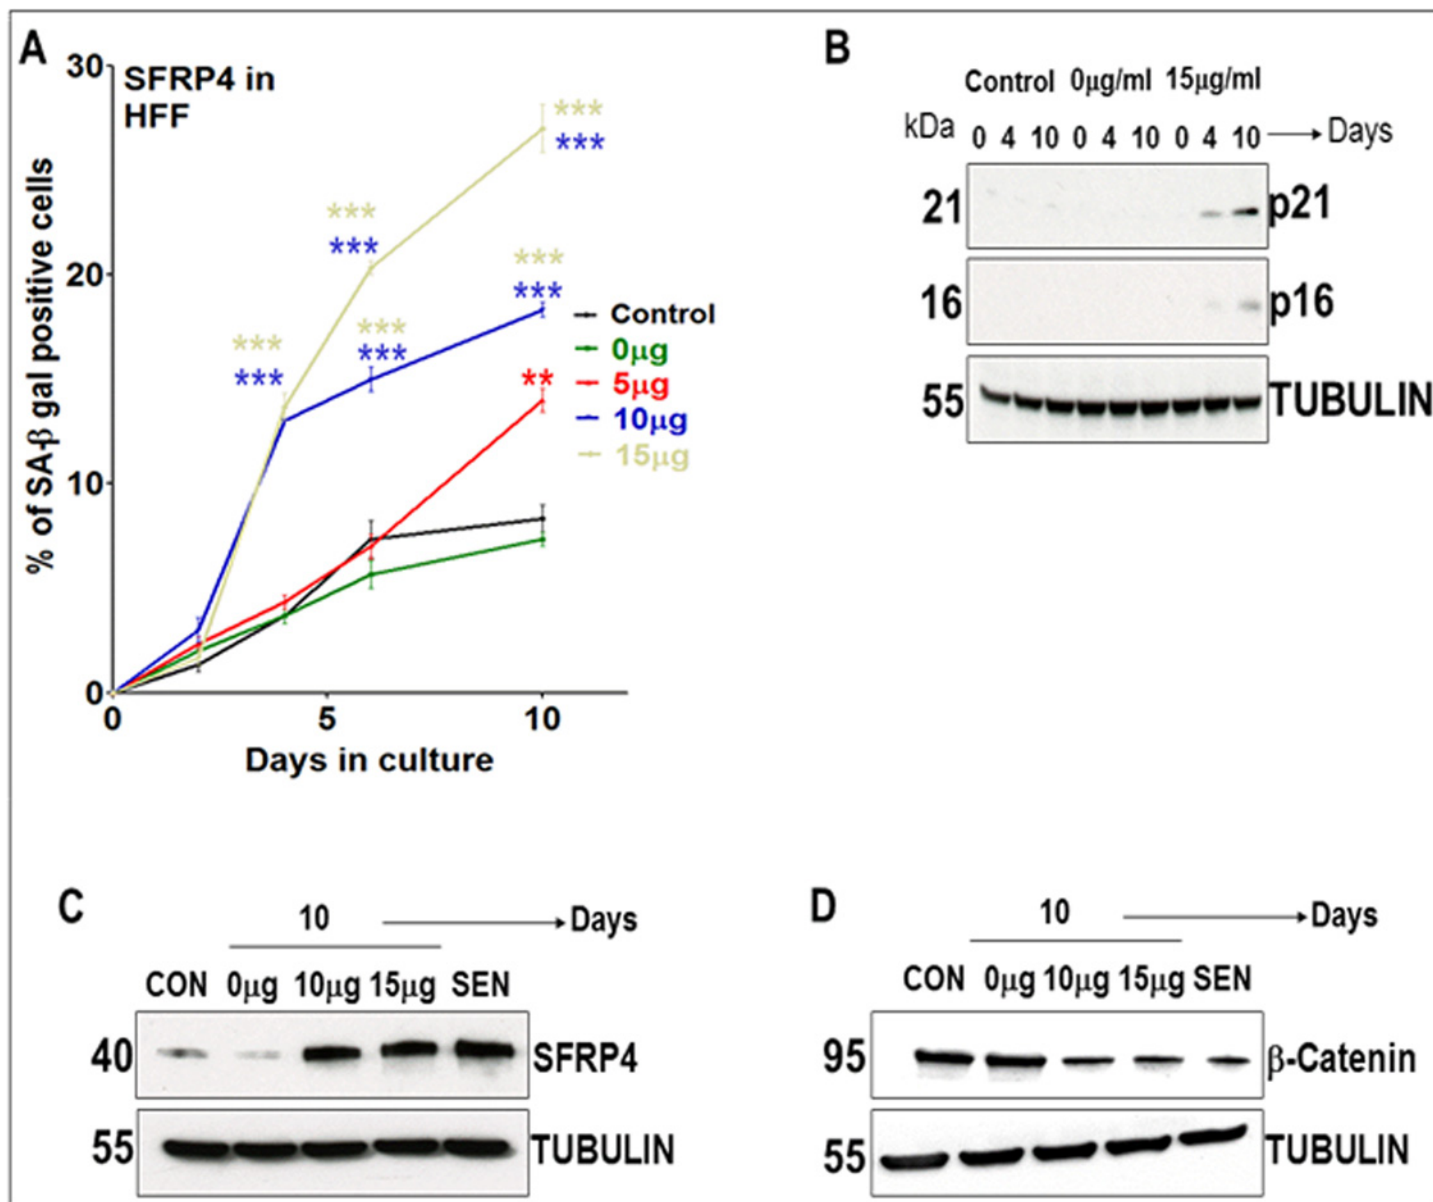 A
SFRP4 in
HFF
% of SA-β gal positive cells
30
20
10
0
0 5 10
Days in culture
***
***
***
***
***
***
***
***
***
***
**
Control
0μg
5μg
10μg
15μg
B
Control 0μg/ml 15μg/ml
kDa 0 4 10 0 4 10 0 4 10 Days
21 p21
16 p16
55 TUBULIN
C
10 Days
CON 0μg 10μg 15μg SEN
40 SFRP4
55 TUBULIN
D
10 Days
CON 0μg 10μg 15μg SEN
95 β-Catenin
55 TUBULIN